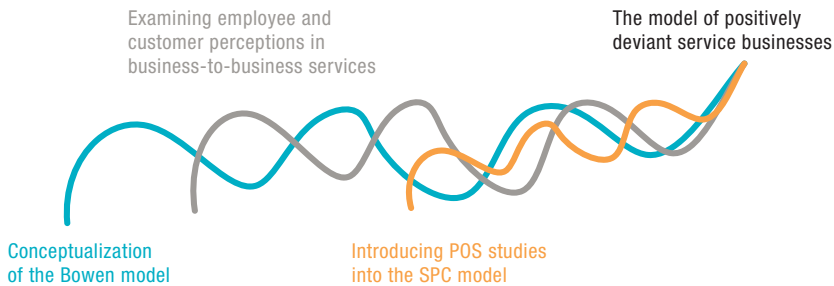 Examining employee and
customer perceptions in
business-to-business services
The model of positively
deviant service businesses
Conceptualization
of the Bowen model
Introducing POS studies
into the SPC model